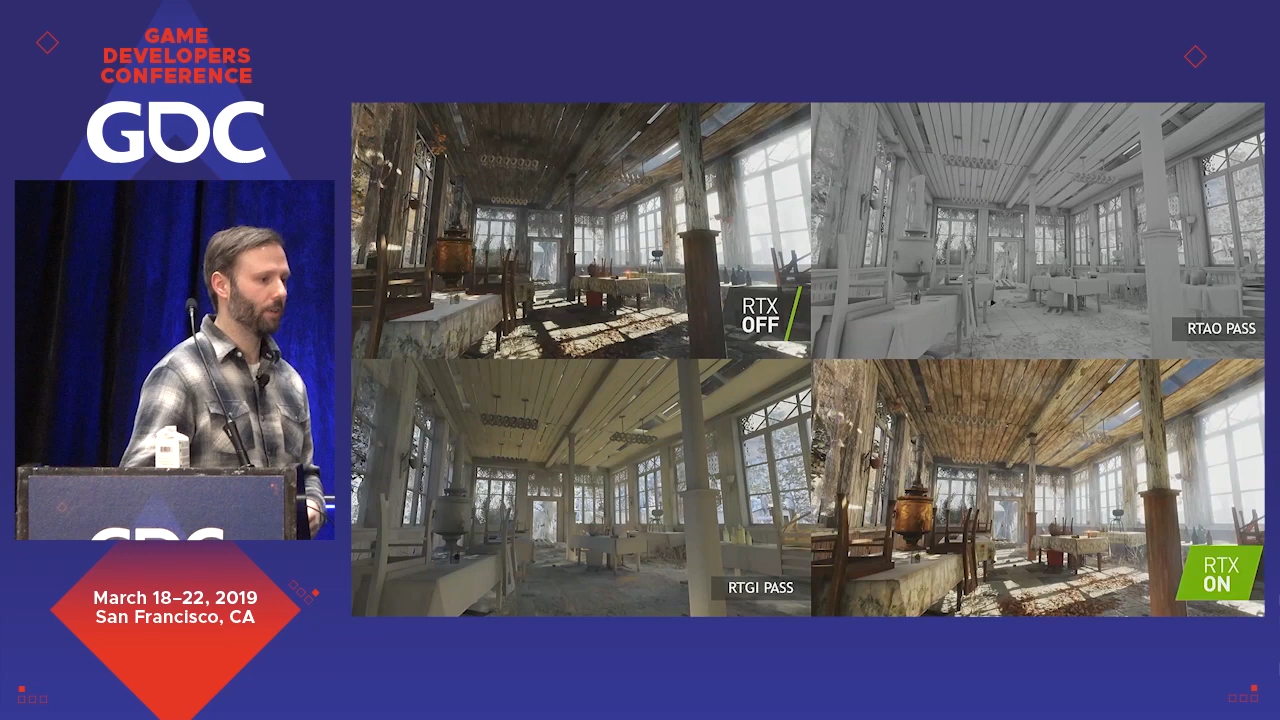 GAME
DEVELOPERS
CONFERENCE
GDC
RTX
OFF
RTAO PASS
RTGI PASS
RTX
ON
GDC
March 18–22, 2019
San Francisco, CA